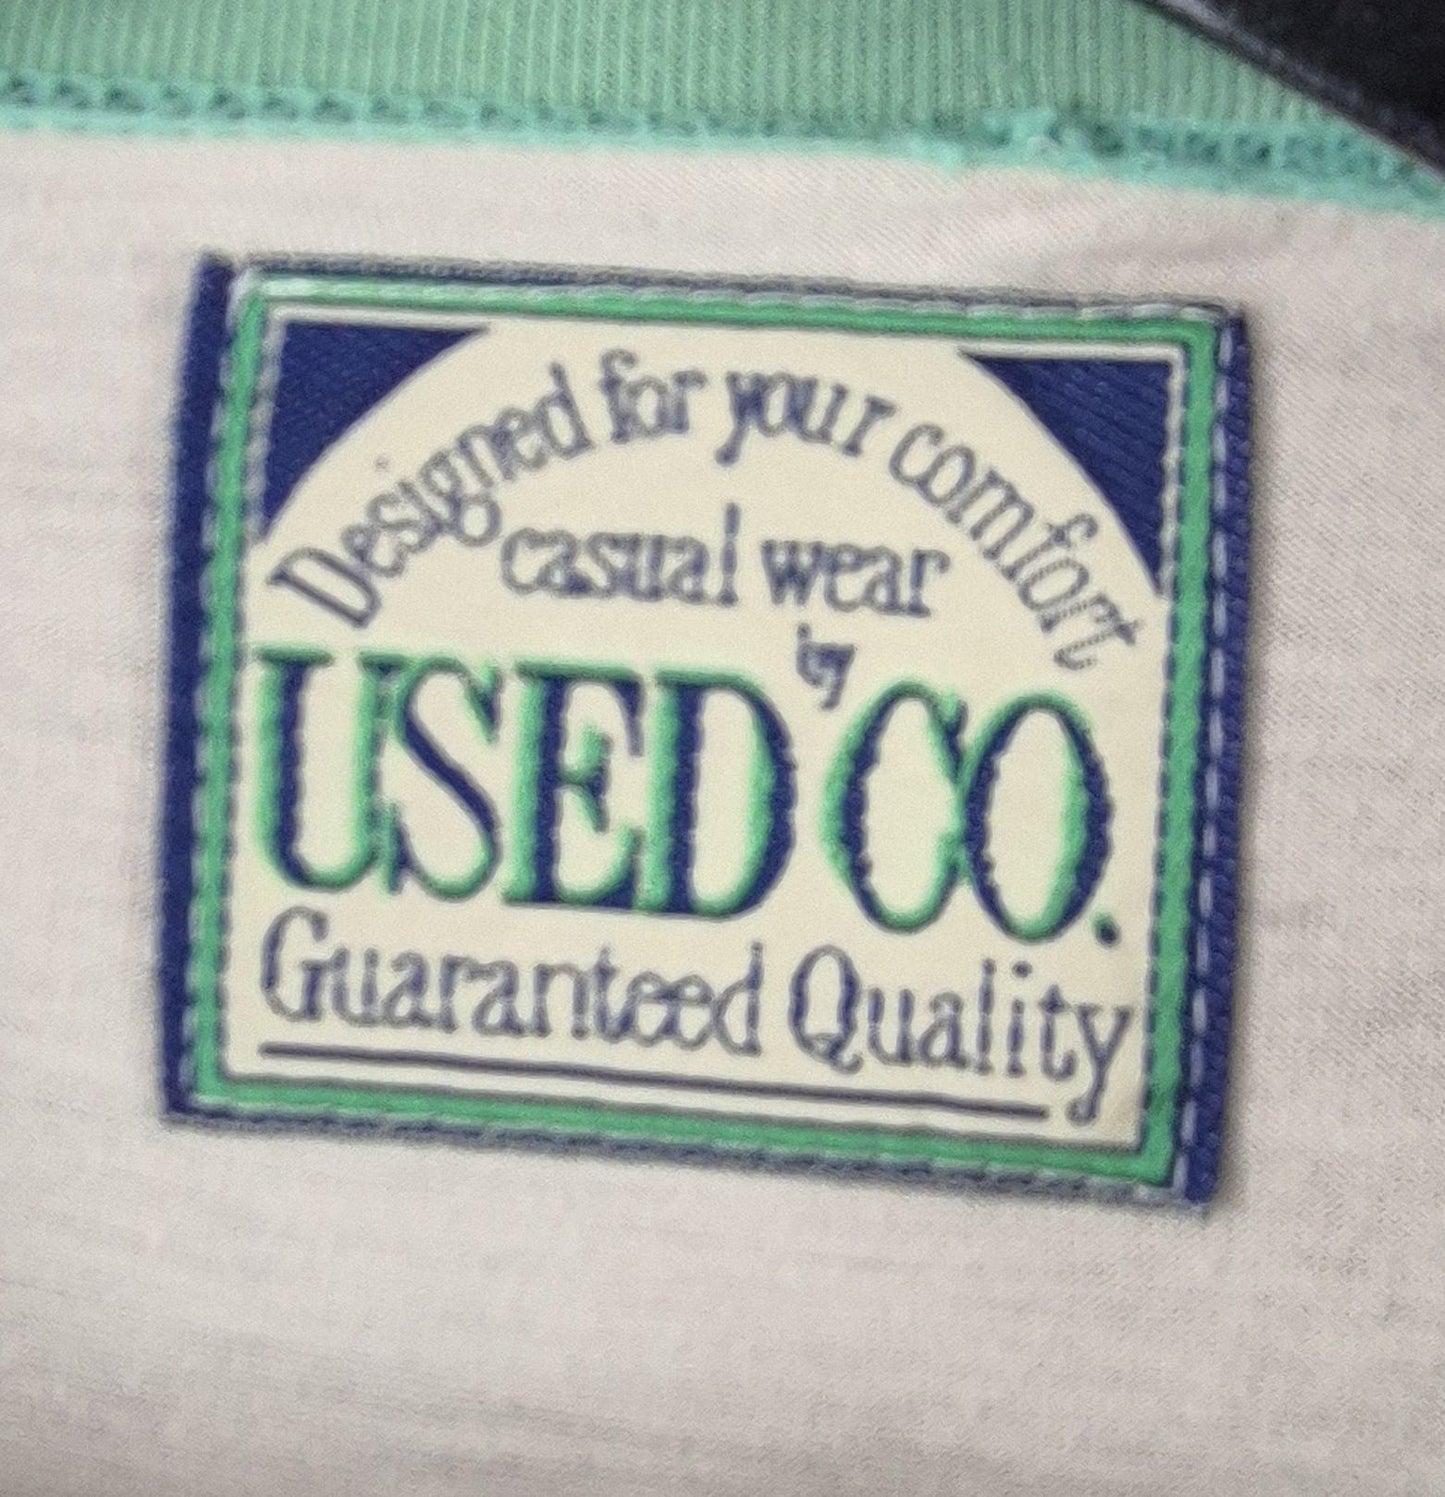 Designed for your comfort
casual wear
by
USED CO.
Guaranteed Quality